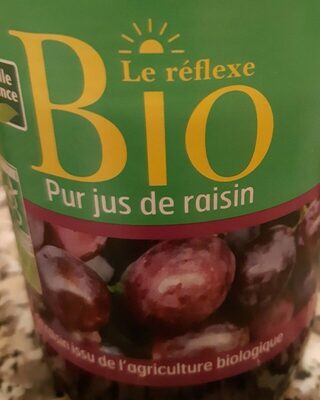 Le réflexe
BIO
Pur jus de raisin
issu de l'agriculture biologique